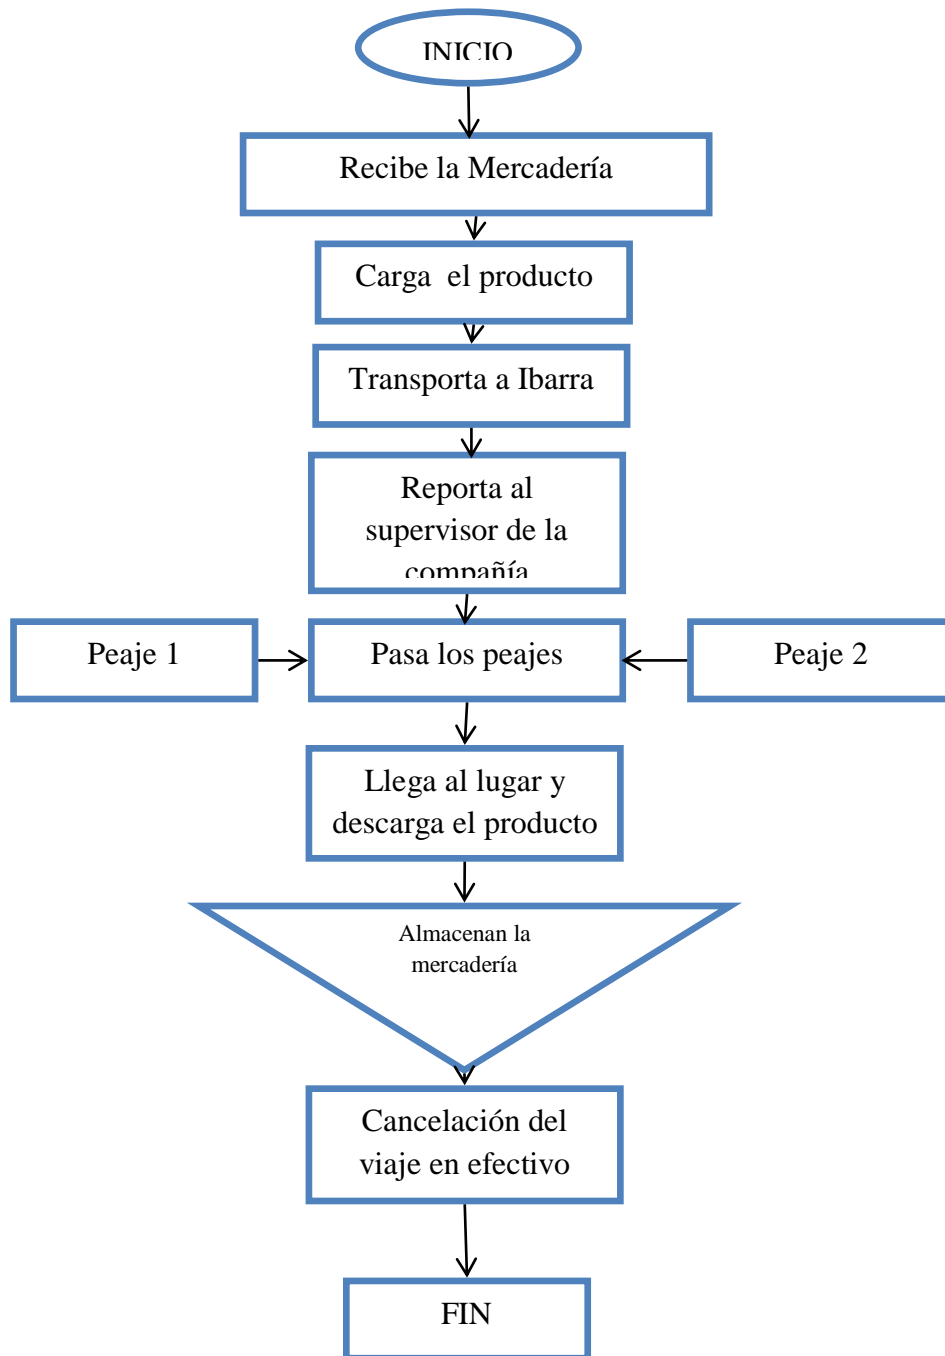 INICIO
Recibe la Mercadería
Carga  el producto
Transporta a Ibarra
Reporta al
supervisor de la
compañía
Peaje 1
Pasa los peajes
Peaje 2
Llega al lugar y
descarga el producto
Almacenan la
mercadería
Cancelación del
viaje en efectivo
FIN